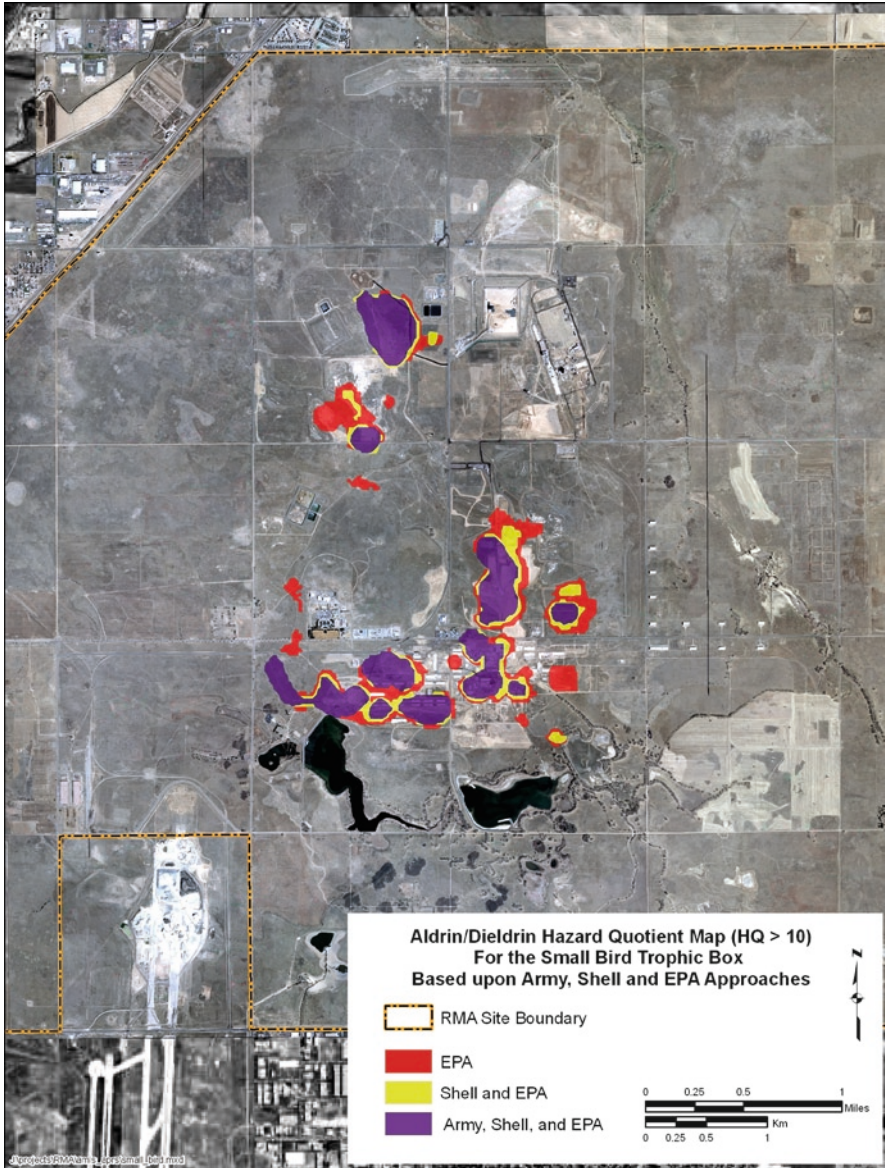 Aldrin/Dieldrin Hazard Quotient Map (HQ > 10)
For the Small Bird Trophic Box
Based upon Army, Shell and EPA Approaches
N
RMA Site Boundary
EPA
Shell and EPA
Army, Shell, and EPA
0 0.25 0.5 1
Miles
Km
0 0.25 0.5 1